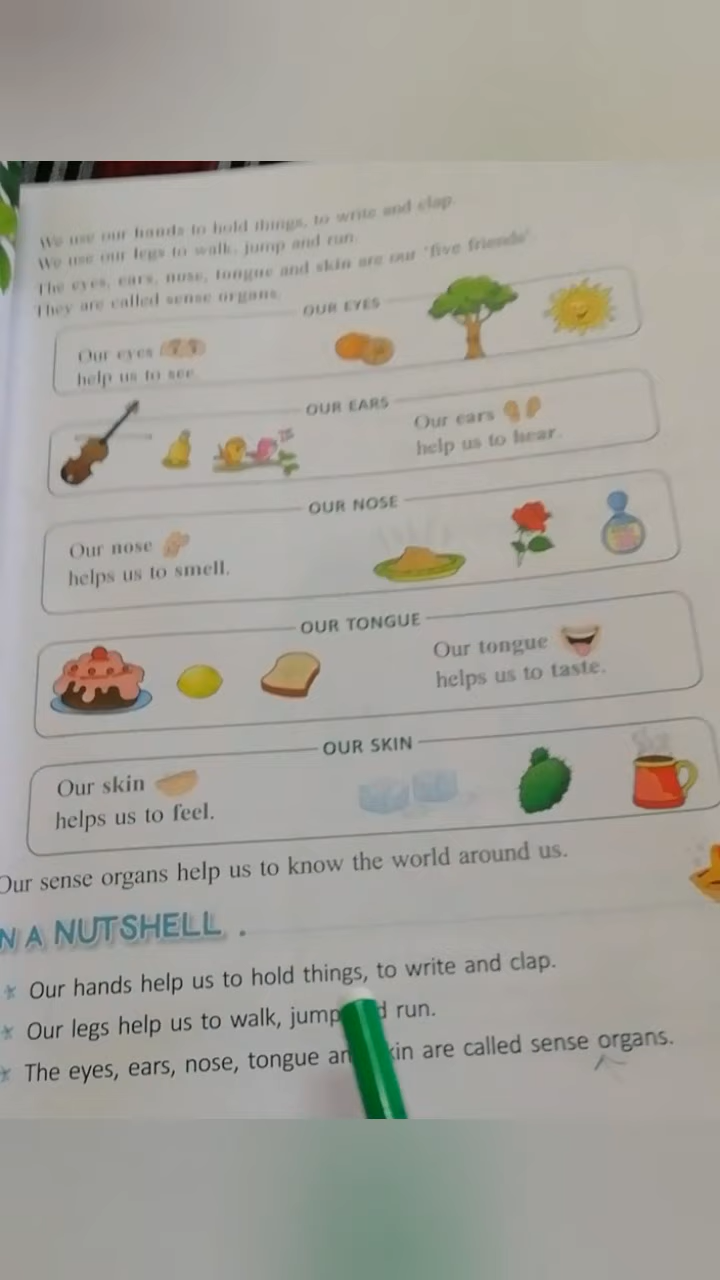 We use our hands to hold things, to write and clap.
We use our legs to walk, jump and run.
The eyes, ears, nose, tongue and skin are our 'five friends'.
They are called sense organs.
OUR EYES
Our eyes
help us to see.
OUR EARS
Our ears
help us to hear.
OUR NOSE
Our nose
helps us to smell.
OUR TONGUE
Our tongue
helps us to taste.
OUR SKIN
Our skin
helps us to feel.
Our sense organs help us to know the world around us.
N A NUTSHELL
Our hands help us to hold things, to write and clap.
Our legs help us to walk, jump d run.
The eyes, ears, nose, tongue an kin are called sense organs.